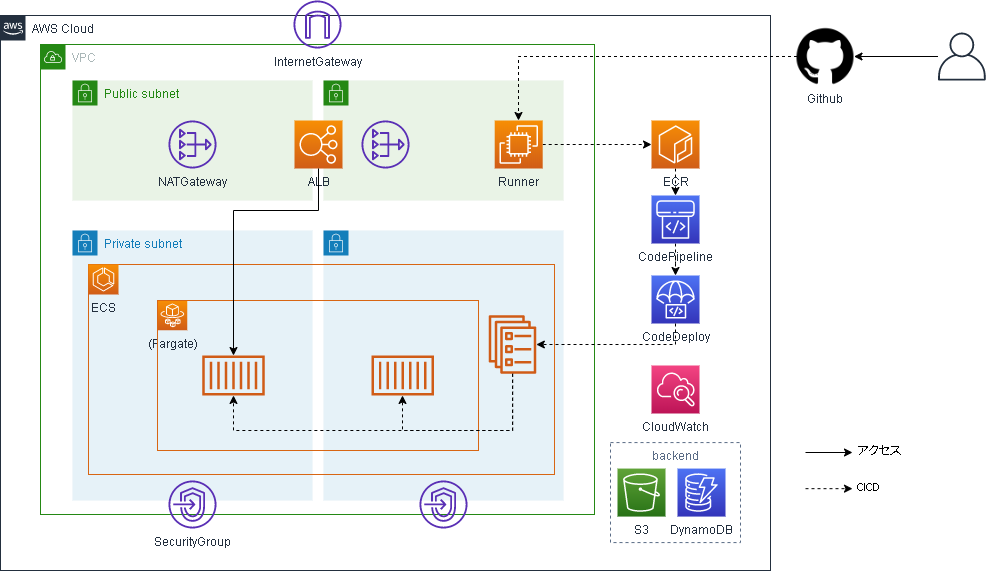 aws
AWS Cloud
InternetGateway
VPC
Github
Public subnet
NATGateway
ALB
Runner
ECR
Private subnet
CodePipeline
ECS
(Fargate)
CodeDeploy
CloudWatch
アクセス
backend
CICD
S3
DynamoDB
SecurityGroup